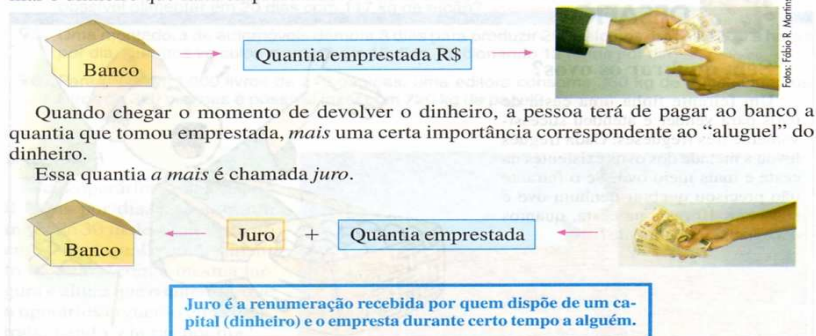 Fotos: Fábio R. Martins
Banco
Quantia emprestada R$
Quando chegar o momento de devolver o dinheiro, a pessoa terá de pagar ao banco a
quantia que tomou emprestada, mais uma certa importância correspondente ao “aluguel” do
dinheiro.
Essa quantia a mais é chamada juro.
Banco
Juro + Quantia emprestada
Juro é a renumeração recebida por quem dispõe de um ca-
pital (dinheiro) e o empresta durante certo tempo a alguém.